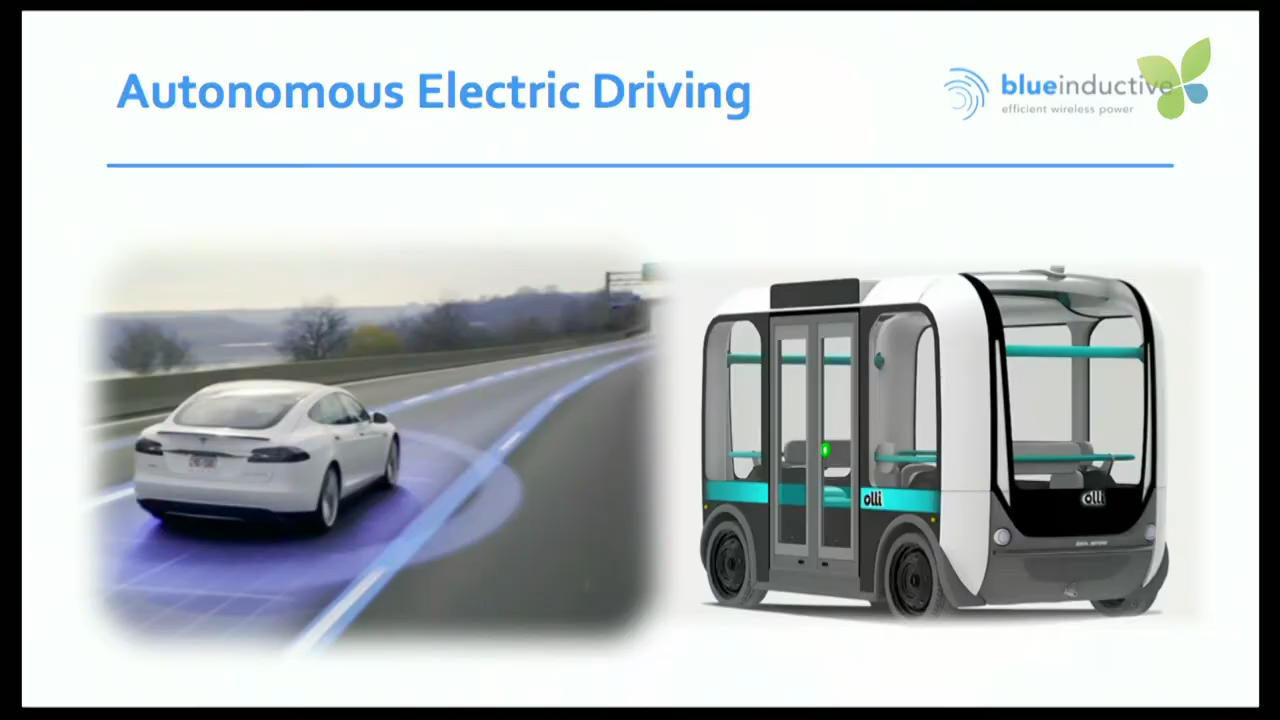 Autonomous Electric Driving
blueinductive
efficient wireless power
olli
olli